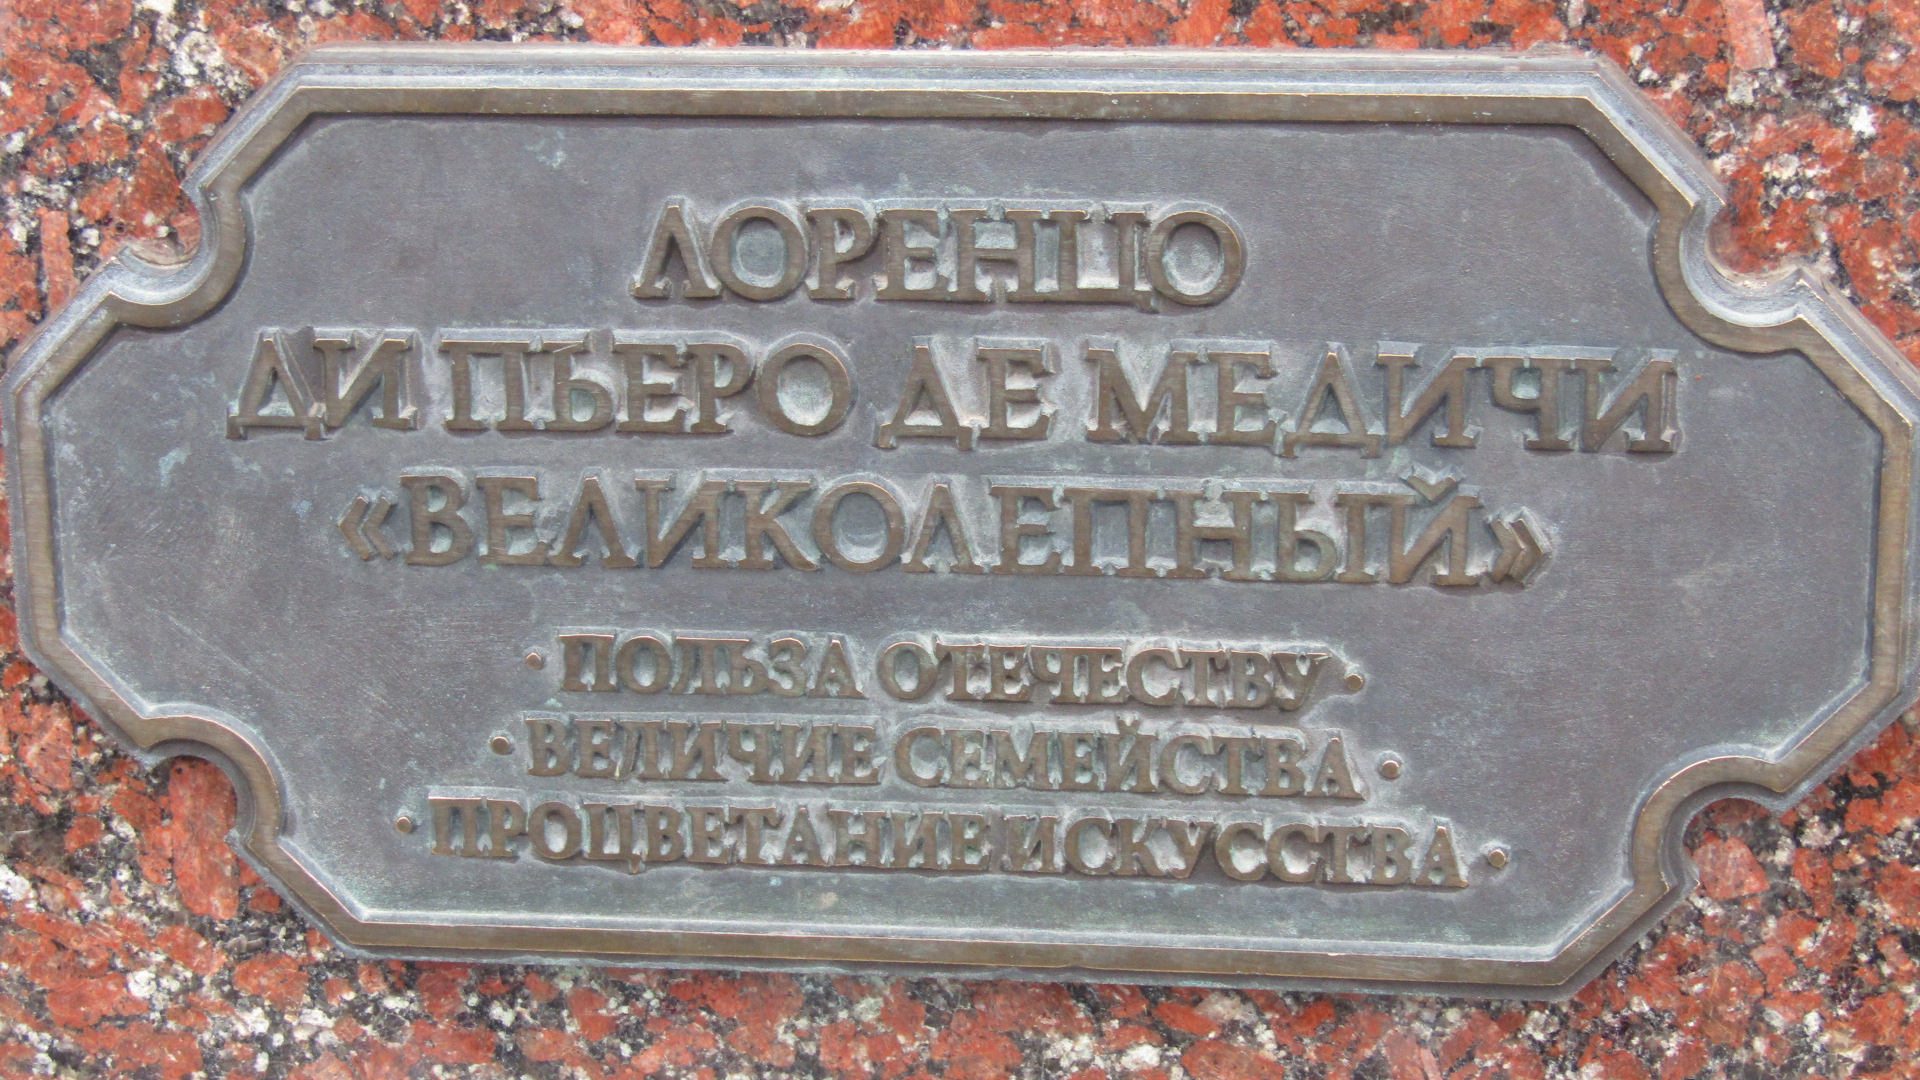 ЛОРЕНЦО
ДИ ПЬЕРО ДЕ МЕДИЧИ
«ВЕЛИКОЛЕПНЫЙ»
· ПОЛЬЗА ОТЕЧЕСТВУ ·
· ВЕЛИЧИЕ СЕМЕЙСТВА ·
· ПРОЦВЕТАНИЕ ИСКУССТВА ·